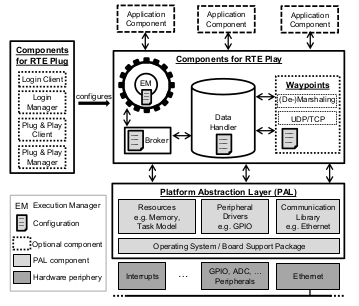 Application
Component
Application
Component
Application
Component
Components
for RTE Plug
Login Client
Login
Manager
Plug & Play
Client
Plug & Play
Manager
configures
Components for RTE Play
EM
Broker
Data
Handler
Waypoints
(De-)Marshaling
UDP/TCP
EM Execution Manager
Configuration
Optional component
PAL component
Hardware periphery
Platform Abstraction Layer (PAL)
Resources
e.g. Memory,
Task Model
Peripheral
Drivers
e.g. GPIO
Communication
Library
e.g. Ethernet
Operating System / Board Support Package
Interrupts
...
GPIO, ADC, ...
Peripherals
Ethernet